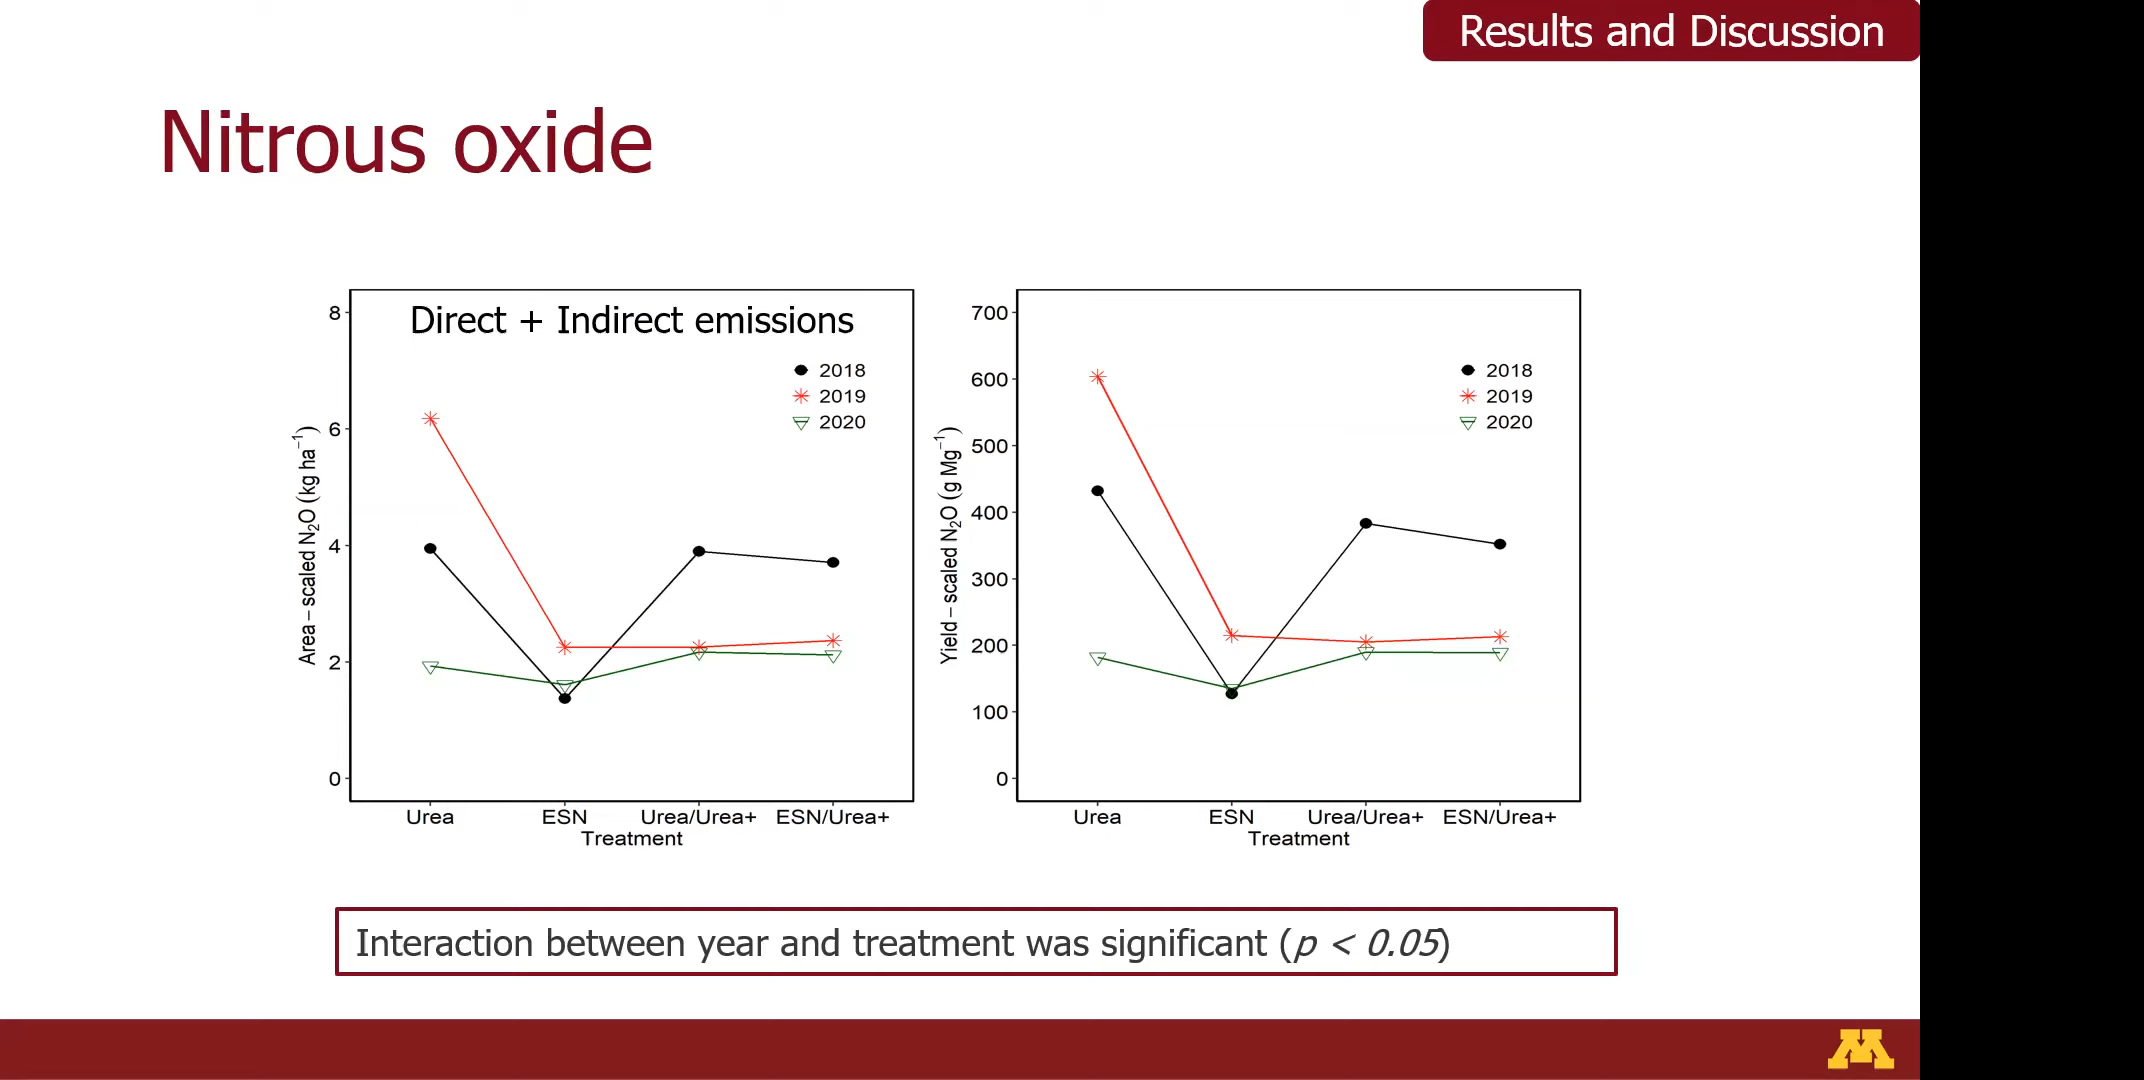 Results and Discussion
Nitrous oxide
Direct + Indirect emissions
8
6
4
2
0
Area – scaled N₂O (kg ha⁻¹)
2018
2019
2020
Urea ESN Urea/Urea+ ESN/Urea+
Treatment
700
600
500
400
300
200
100
0
Yield – scaled N₂O (g Mg⁻¹)
2018
2019
2020
Urea ESN Urea/Urea+ ESN/Urea+
Treatment
Interaction between year and treatment was significant (p < 0.05)
M